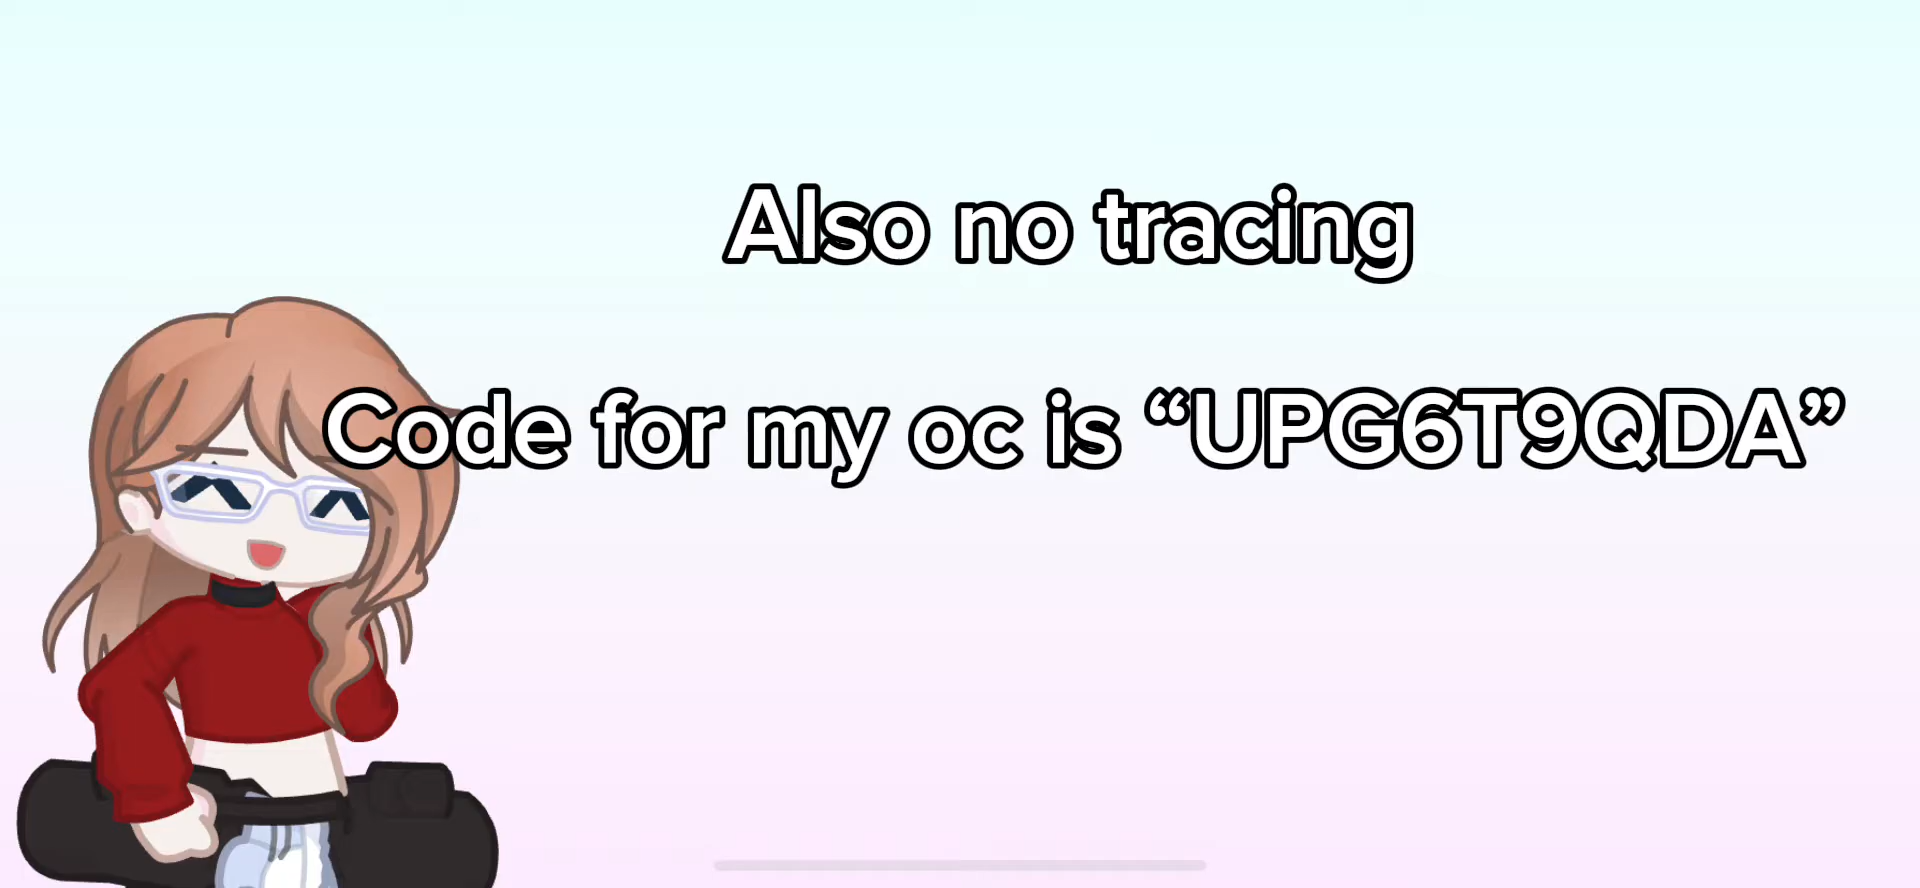 Also no tracing
Code for my oc is “UPG6T9QDA”